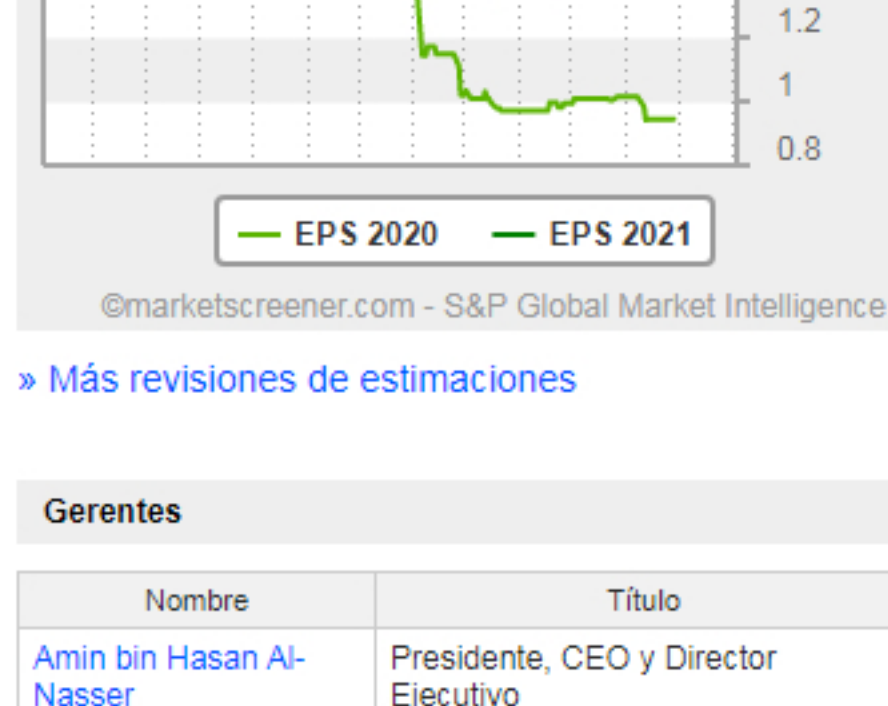 1.2
1
0.8
EPS 2020 EPS 2021
©marketscreener.com - S&P Global Market Intelligence
» Más revisiones de estimaciones
Gerentes
Nombre Título
Amin bin Hasan Al- Presidente, CEO y Director
Nasser Ejecutivo